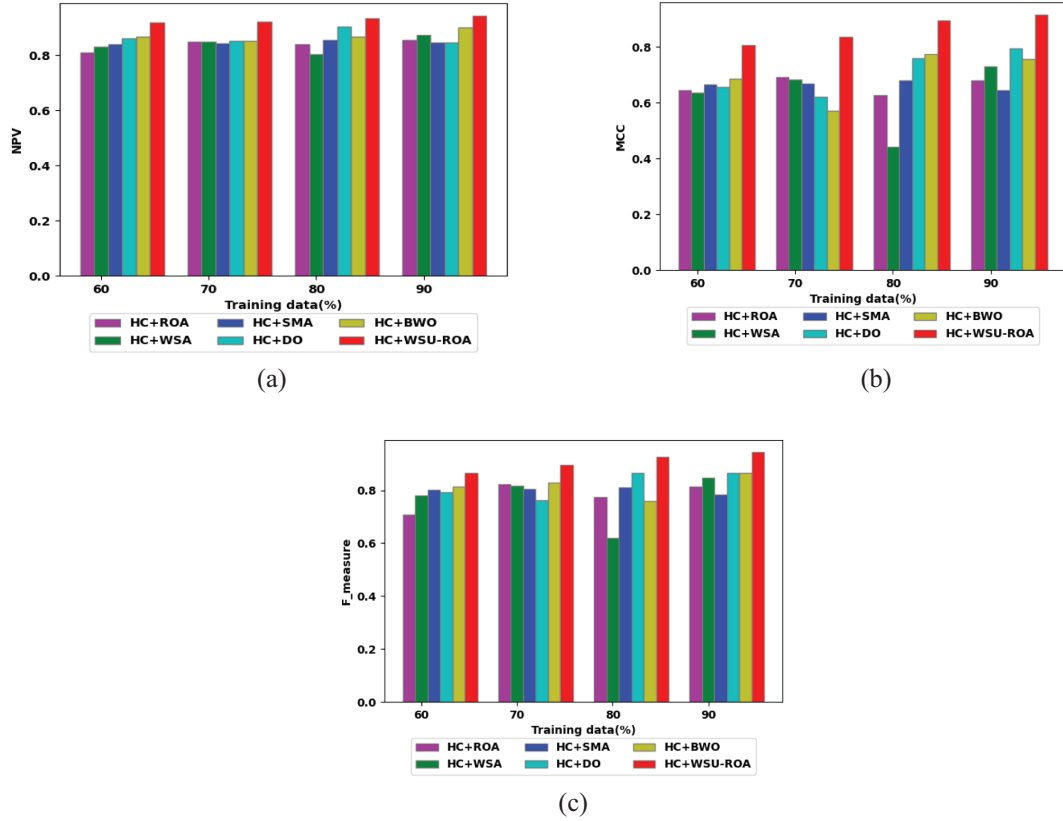 NPV
0.8
0.6
0.4
0.2
0.0
60 70 80 90
Training data(%)
HC+ROA HC+SMA HC+BWO
HC+WSA HC+DO HC+WSU-ROA
(a)
MCC
0.8
0.6
0.4
0.2
0.0
60 70 80 90
Training data(%)
HC+ROA HC+SMA HC+BWO
HC+WSA HC+DO HC+WSU-ROA
(b)
F_measure
0.8
0.6
0.4
0.2
0.0
60 70 80 90
Training data(%)
HC+ROA HC+SMA HC+BWO
HC+WSA HC+DO HC+WSU-ROA
(c)